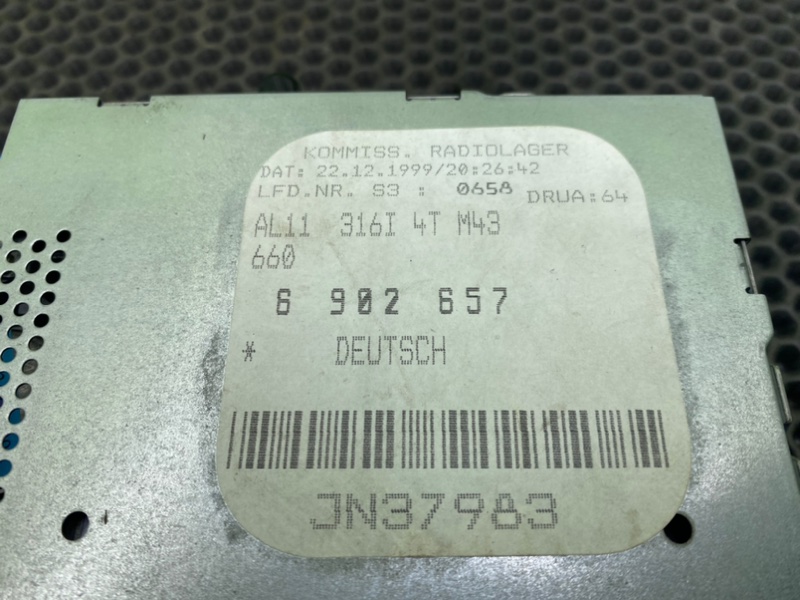 KOMMISS. RADIOLAGER
DAT: 22.12.1999/20:26:42
LFD.NR. S3 : 0658 DRUA:64
AL11 316I 4T M43
660
6 902 657
* DEUTSCH
JN37983